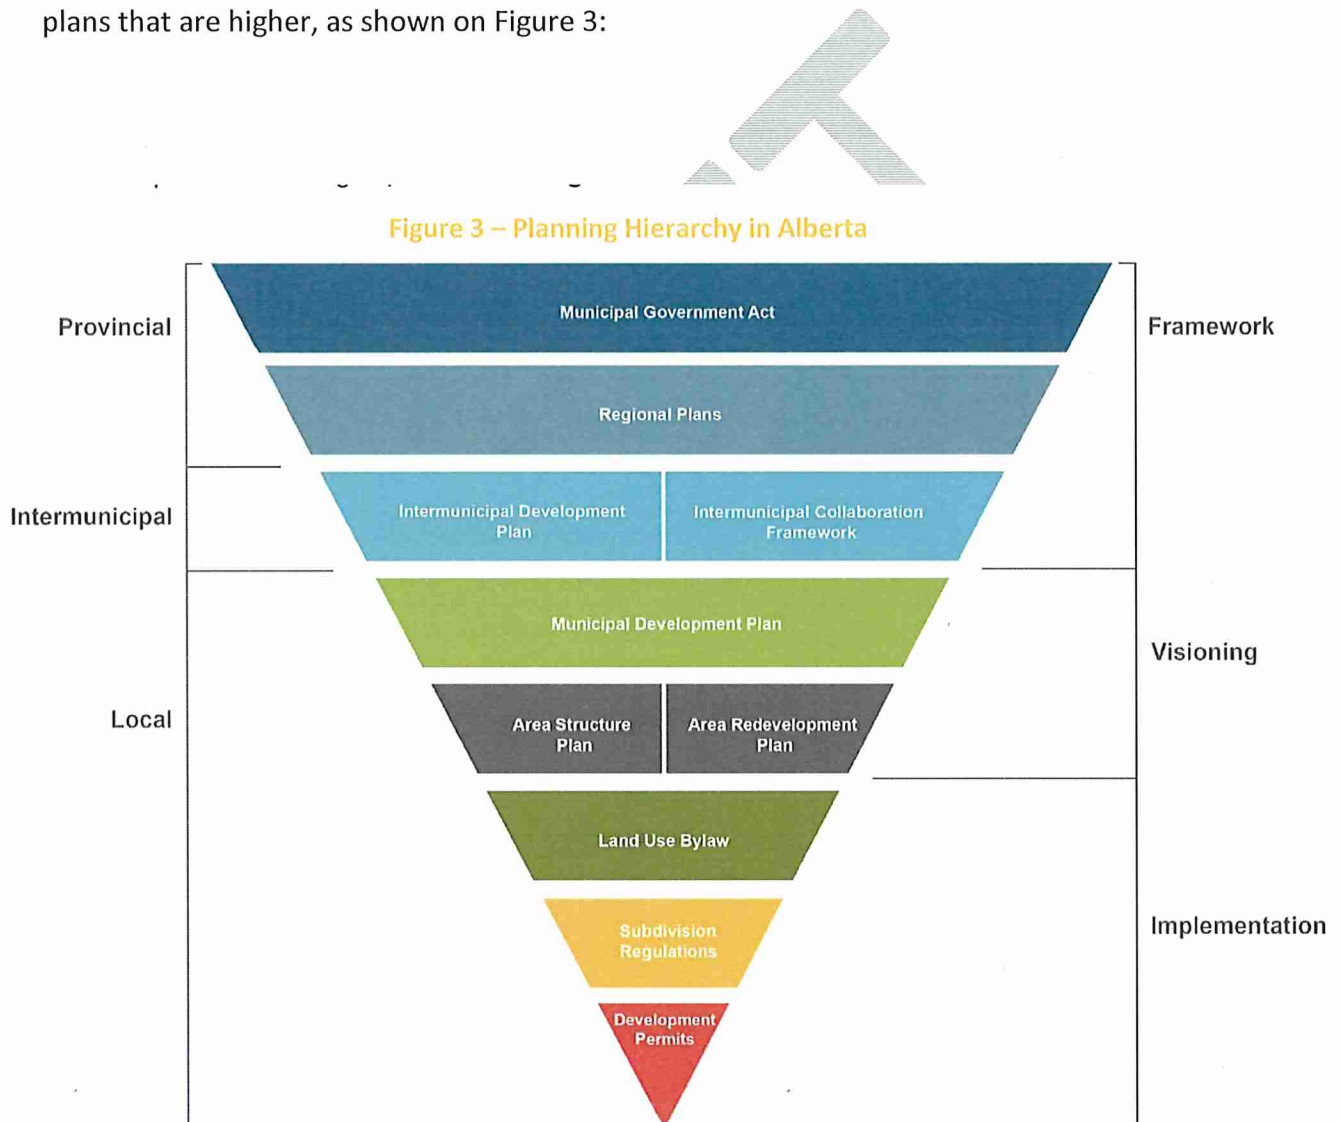 plans that are higher, as shown on Figure 3:
Figure 3 – Planning Hierarchy in Alberta
Provincial
Municipal Government Act
Framework
Regional Plans
Intermunicipal
Intermunicipal Development
Plan
Intermunicipal Collaboration
Framework
Municipal Development Plan
Visioning
Local
Area Structure
Plan
Area Redevelopment
Plan
Land Use Bylaw
Subdivision
Regulations
Implementation
Development
Permits